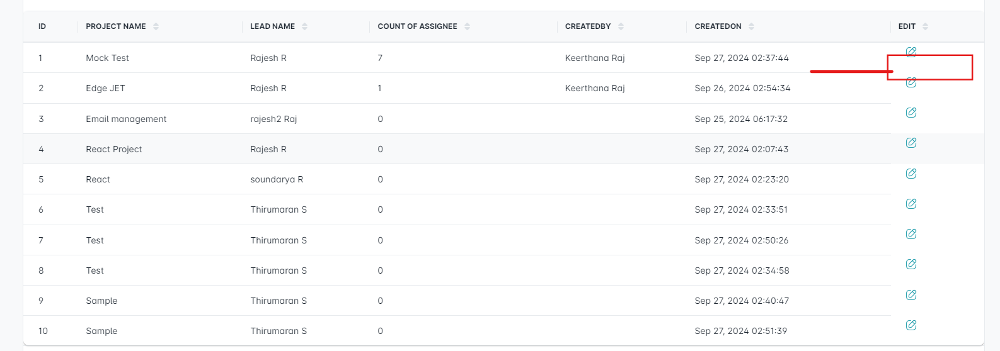 ID PROJECT NAME LEAD NAME COUNT OF ASSIGNEE CREATEDBY CREATEDON EDIT
1 Mock Test Rajesh R 7 Keerthana Raj Sep 27, 2024 02:37:44
2 Edge JET Rajesh R 1 Keerthana Raj Sep 26, 2024 02:54:34
3 Email management rajesh2 Raj 0 Sep 25, 2024 06:17:32
4 React Project Rajesh R 0 Sep 27, 2024 02:07:43
5 React soundarya R 0 Sep 27, 2024 02:23:20
6 Test Thirumaran S 0 Sep 27, 2024 02:33:51
7 Test Thirumaran S 0 Sep 27, 2024 02:50:26
8 Test Thirumaran S 0 Sep 27, 2024 02:34:58
9 Sample Thirumaran S 0 Sep 27, 2024 02:40:47
10 Sample Thirumaran S 0 Sep 27, 2024 02:51:39